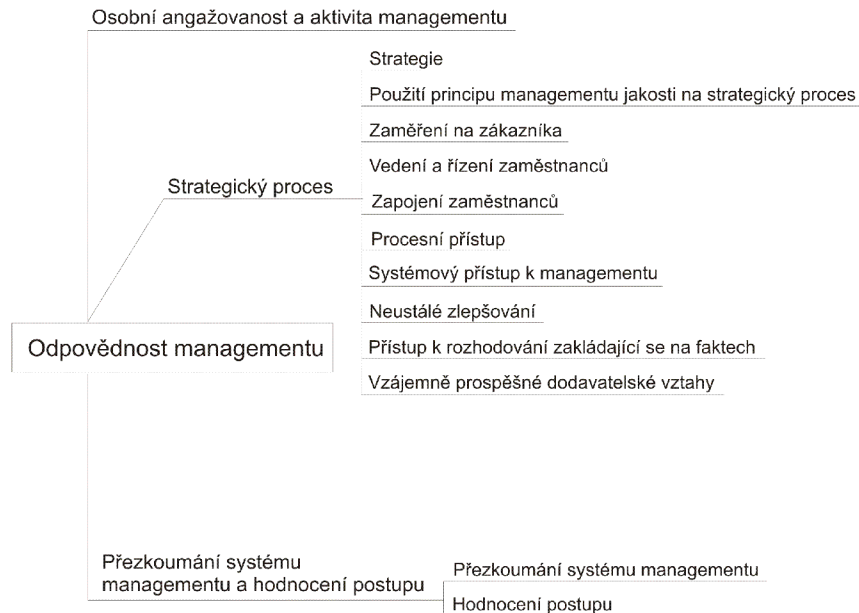 Osobní angažovanost a aktivita managementu
Strategie
Použití principu managementu jakosti na strategický proces
Zaměření na zákazníka
Vedení a řízení zaměstnanců
Strategický proces
Zapojení zaměstnanců
Procesní přístup
Systémový přístup k managementu
Neustálé zlepšování
Odpovědnost managementu
Přístup k rozhodování zakládající se na faktech
Vzájemně prospěšné dodavatelské vztahy
Přezkoumání systému
managementu a hodnocení postupu
Přezkoumání systému managementu
Hodnocení postupu